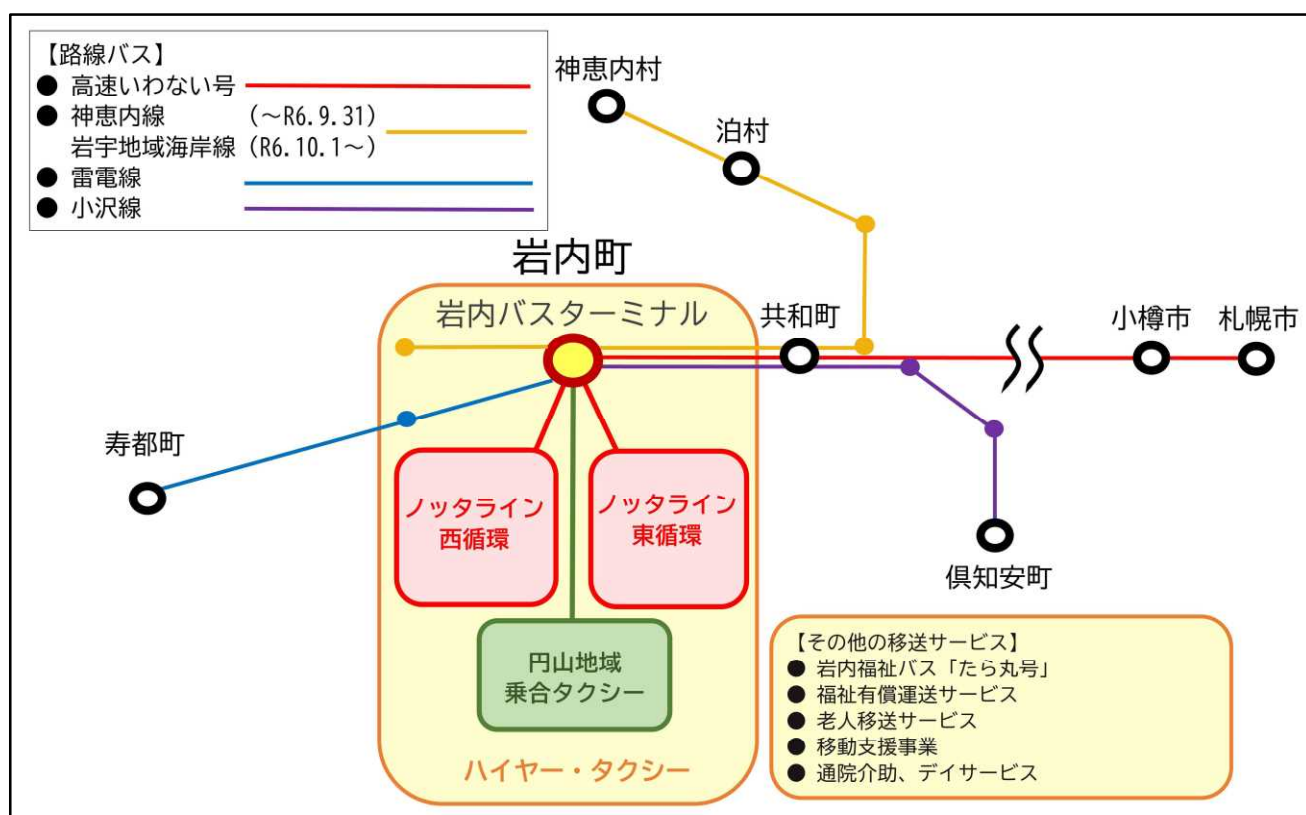 【路線バス】
● 高速いわない号
● 神恵内線 （～R6.9.31）
岩宇地域海岸線（R6.10.1～）
● 雷電線
● 小沢線
神恵内村
泊村
岩内町
岩内バスターミナル
共和町
小樽市
札幌市
寿都町
ノッタライン
西循環
ノッタライン
東循環
倶知安町
円山地域
乗合タクシー
ハイヤー・タクシー
【その他の移送サービス】
● 岩内福祉バス「たら丸号」
● 福祉有償運送サービス
● 老人移送サービス
● 移動支援事業
● 通院介助、デイサービス